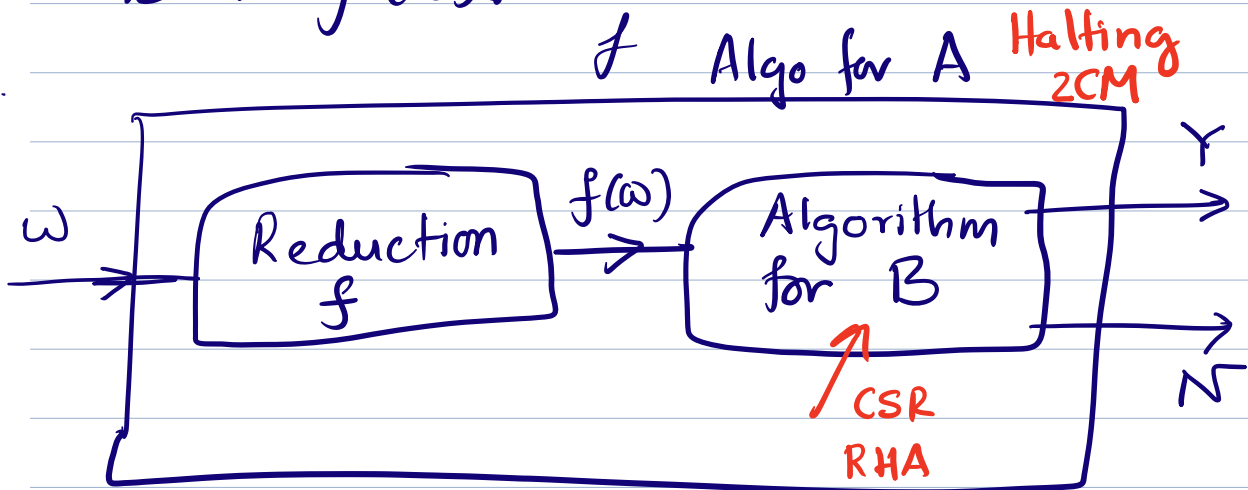 f Algo for A
Halting
2CM
Y
ω
Reduction
f
f(ω)
Algorithm
for B
N
CSR
RHA